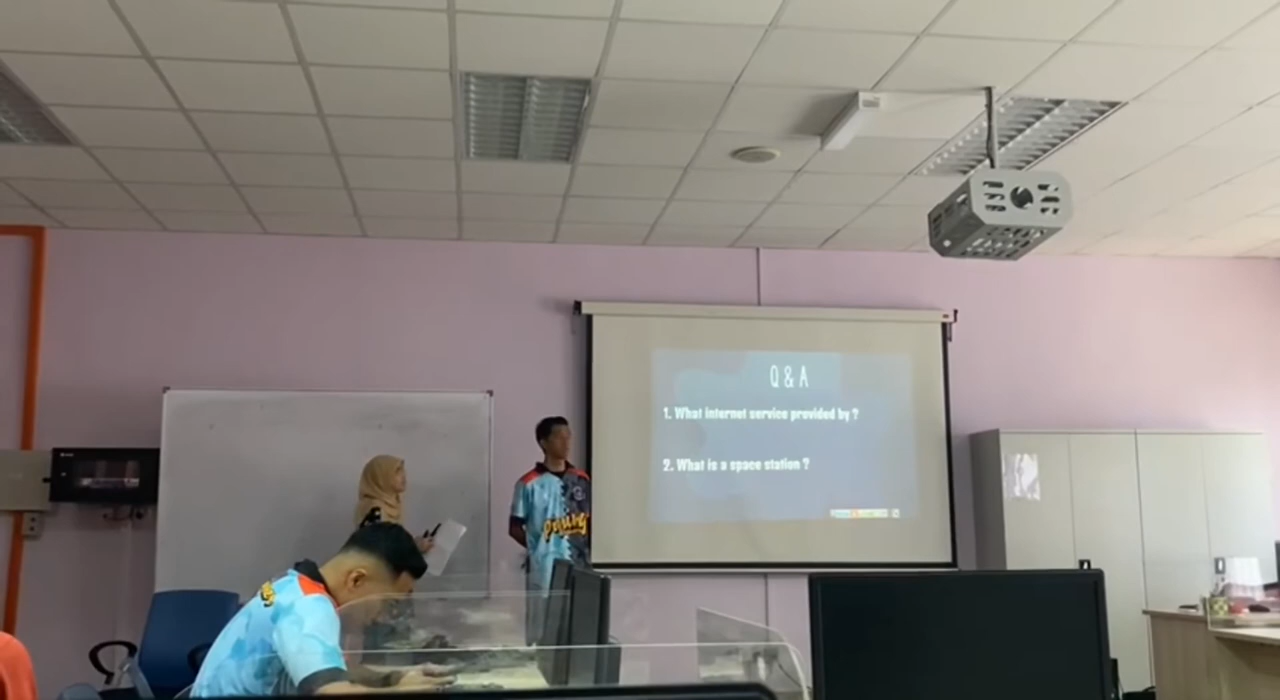 Q & A
1. What internet service provided by ?
2. What is a space station ?